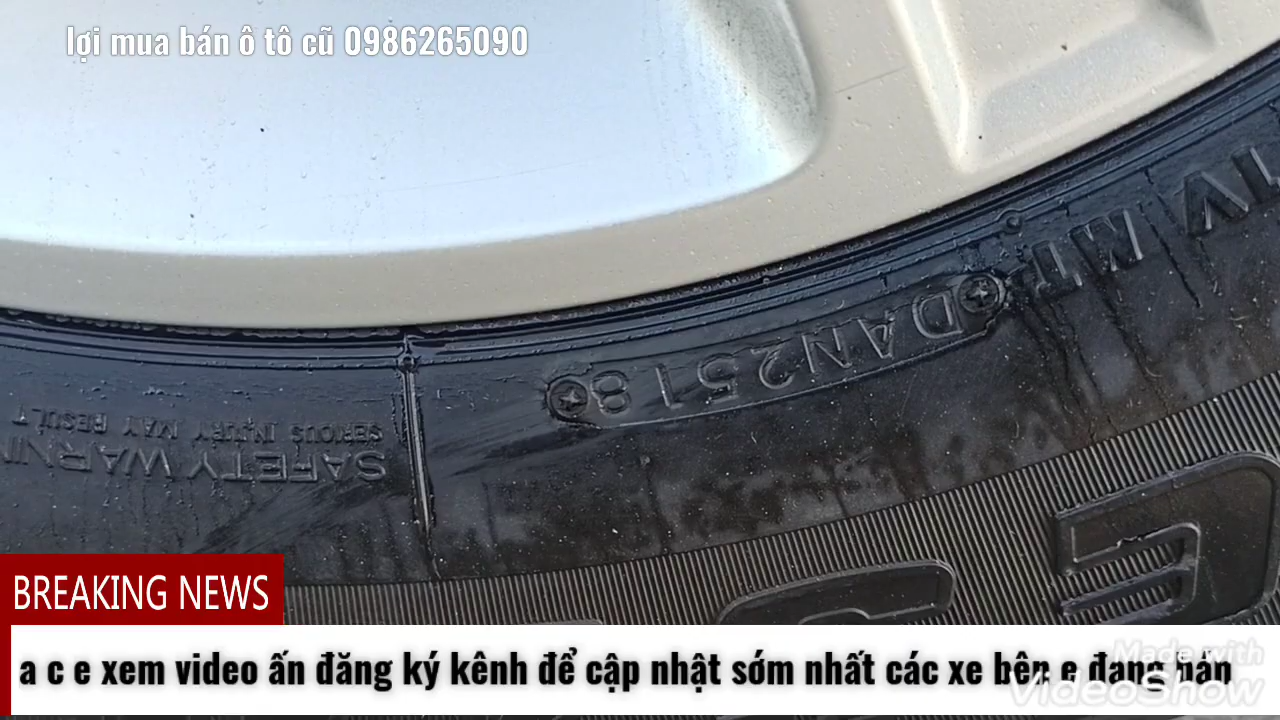 lợi mua bán ô tô cũ 0986265090
MT
DAN2518
SERIOUS INJURY MAY RESULT
SAFETY WARNIN
BREAKING NEWS
a c e xem video ấn đăng ký kênh để cập nhật sớm nhất các xe bên e đang bán
Made with
VideoShow